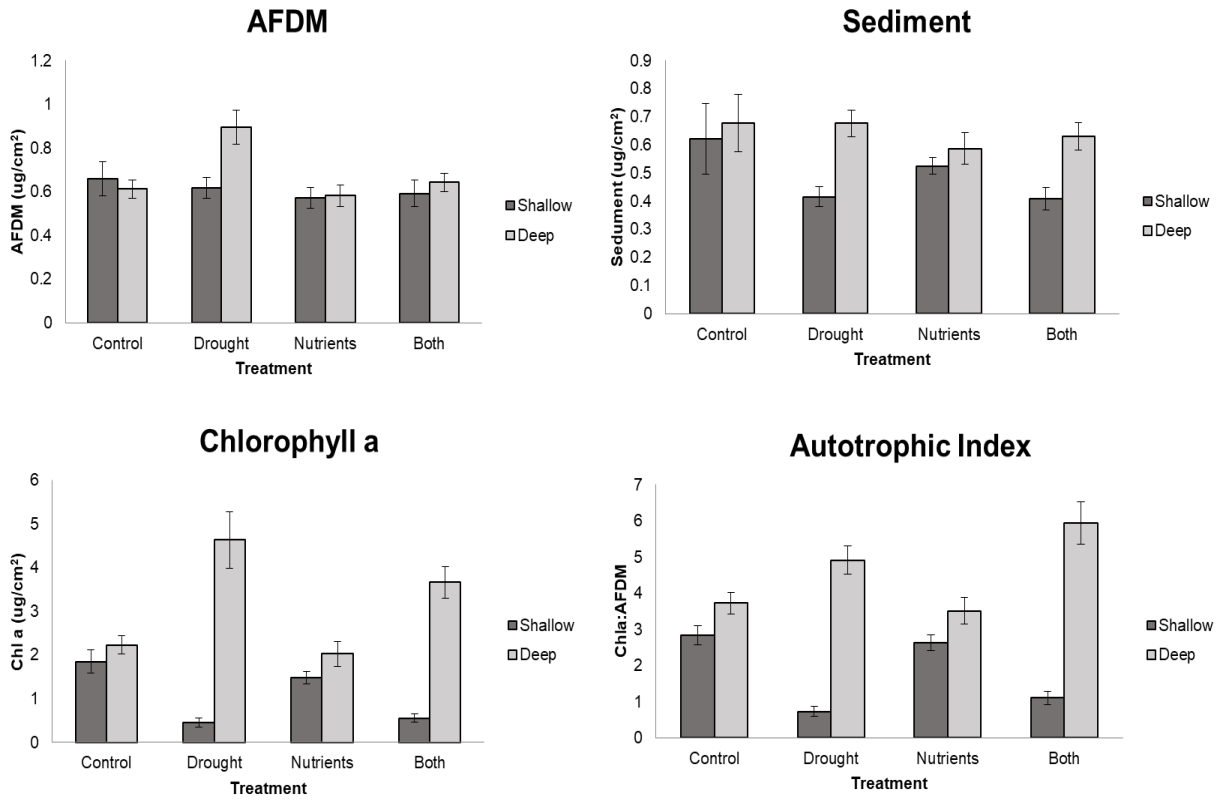 AFDM
1.2
1
0.8
0.6
0.4
0.2
0
AFDM (ug/cm²)
Control Drought Nutrients Both
Treatment
Shallow
Deep
Sediment
0.9
0.8
0.7
0.6
0.5
0.4
0.3
0.2
0.1
0
Sedument (ug/cm²)
Control Drought Nutrients Both
Treatment
Shallow
Deep
Chlorophyll a
6
5
4
3
2
1
0
Chl a (ug/cm²)
Control Drought Nutrients Both
Treatment
Shallow
Deep
Autotrophic Index
7
6
5
4
3
2
1
0
Chla:AFDM
Control Drought Nutrients Both
Treatment
Shallow
Deep